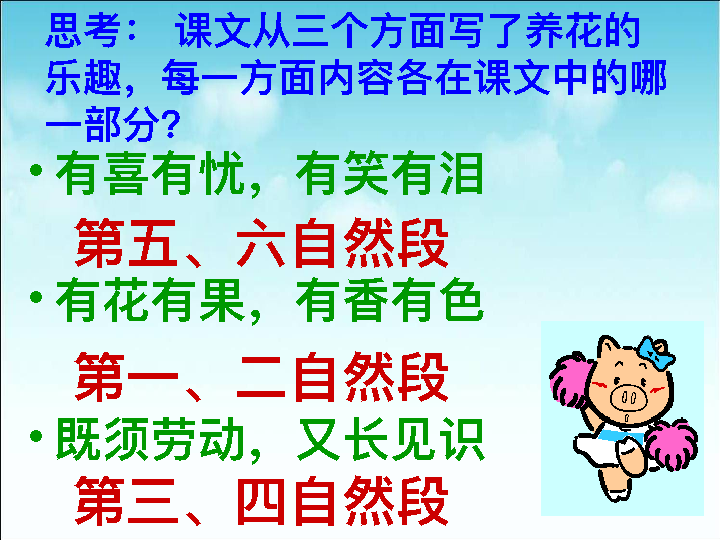 思考： 课文从三个方面写了养花的
乐趣，每一方面内容各在课文中的哪
一部分？
•有喜有忧，有笑有泪
第五、六自然段
•有花有果，有香有色
第一、二自然段
•既须劳动，又长见识
第三、四自然段